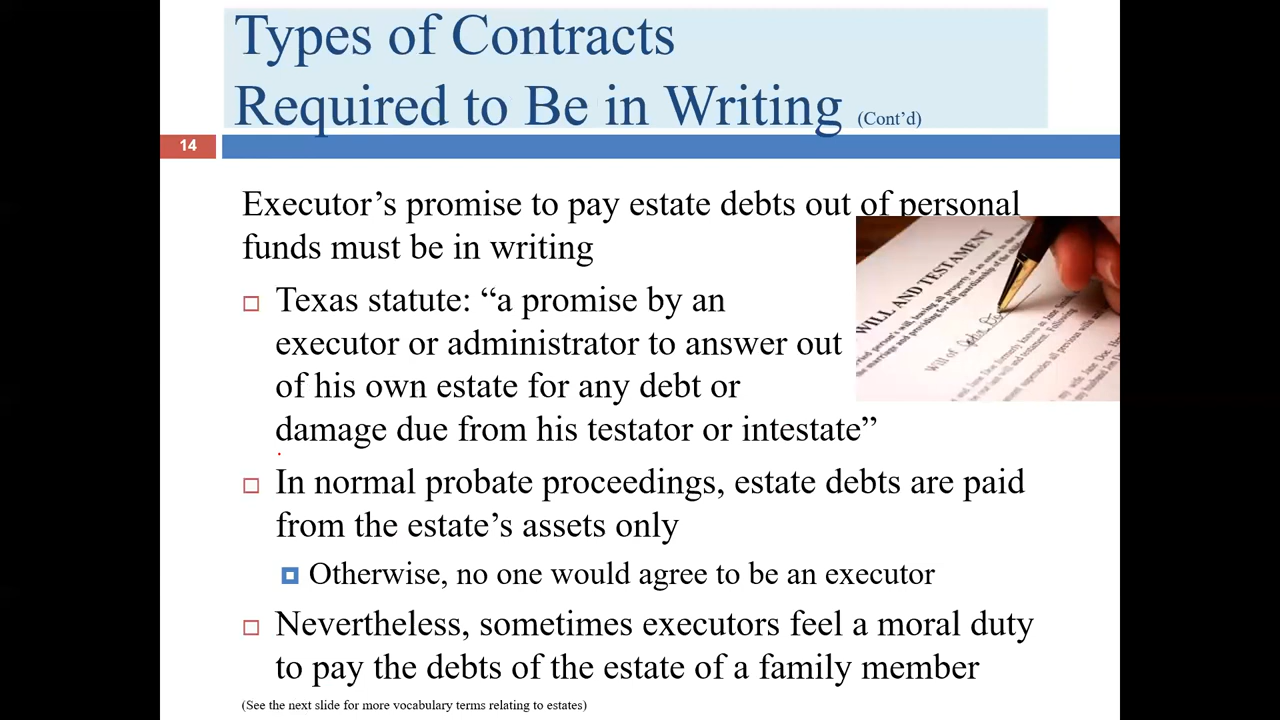 Types of Contracts
Required to Be in Writing (Cont’d)
14
Executor’s promise to pay estate debts out of personal
funds must be in writing
□ Texas statute: “a promise by an
executor or administrator to answer out
of his own estate for any debt or
damage due from his testator or intestate”
□ In normal probate proceedings, estate debts are paid
from the estate’s assets only
Otherwise, no one would agree to be an executor
□ Nevertheless, sometimes executors feel a moral duty
to pay the debts of the estate of a family member
(See the next slide for more vocabulary terms relating to estates)
WILL AND TESTAMENT
Will of